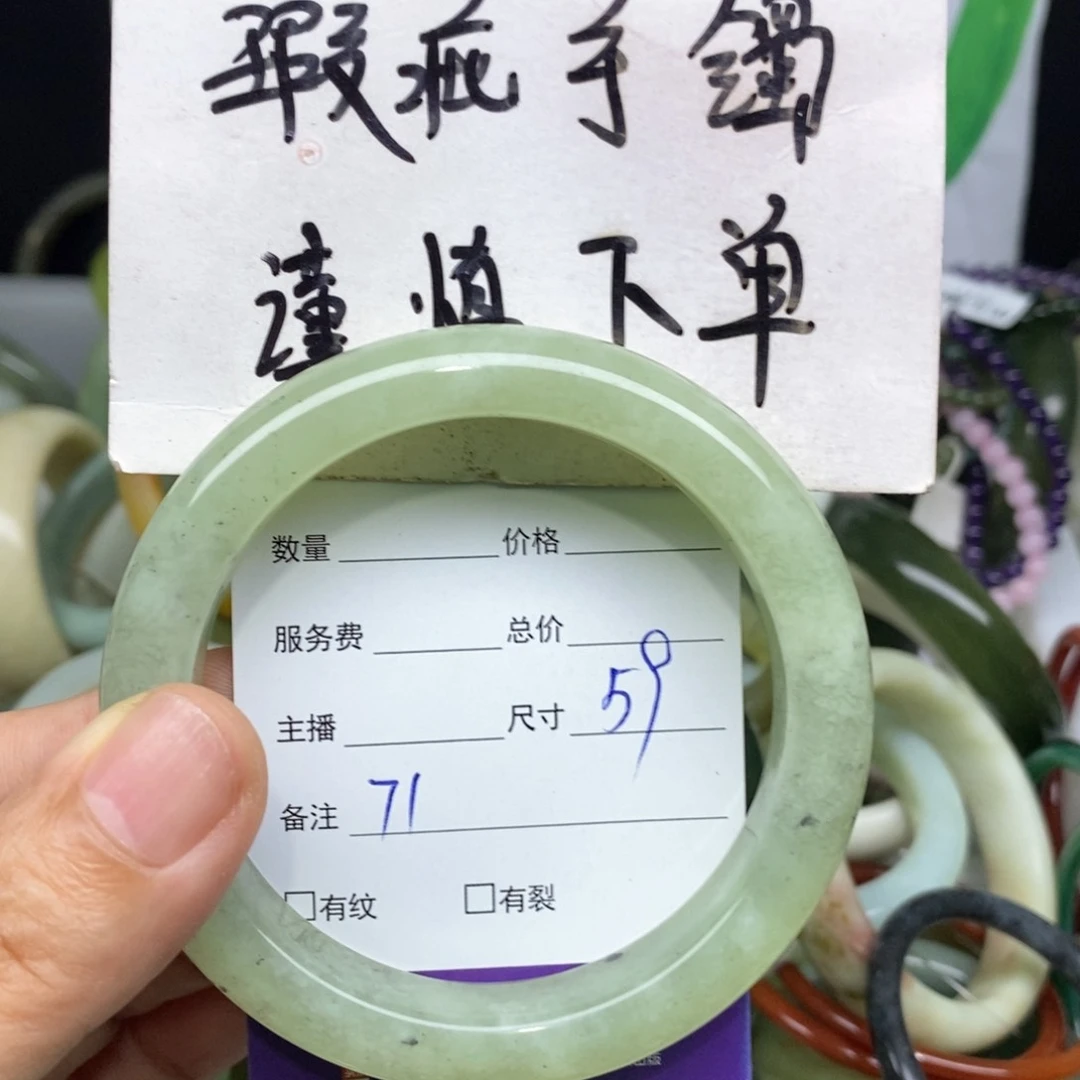 瑕疵手镯
谨慎下单
数量 价格
服务费 总价
主播 尺寸 59
备注 71
□有纹 □有裂